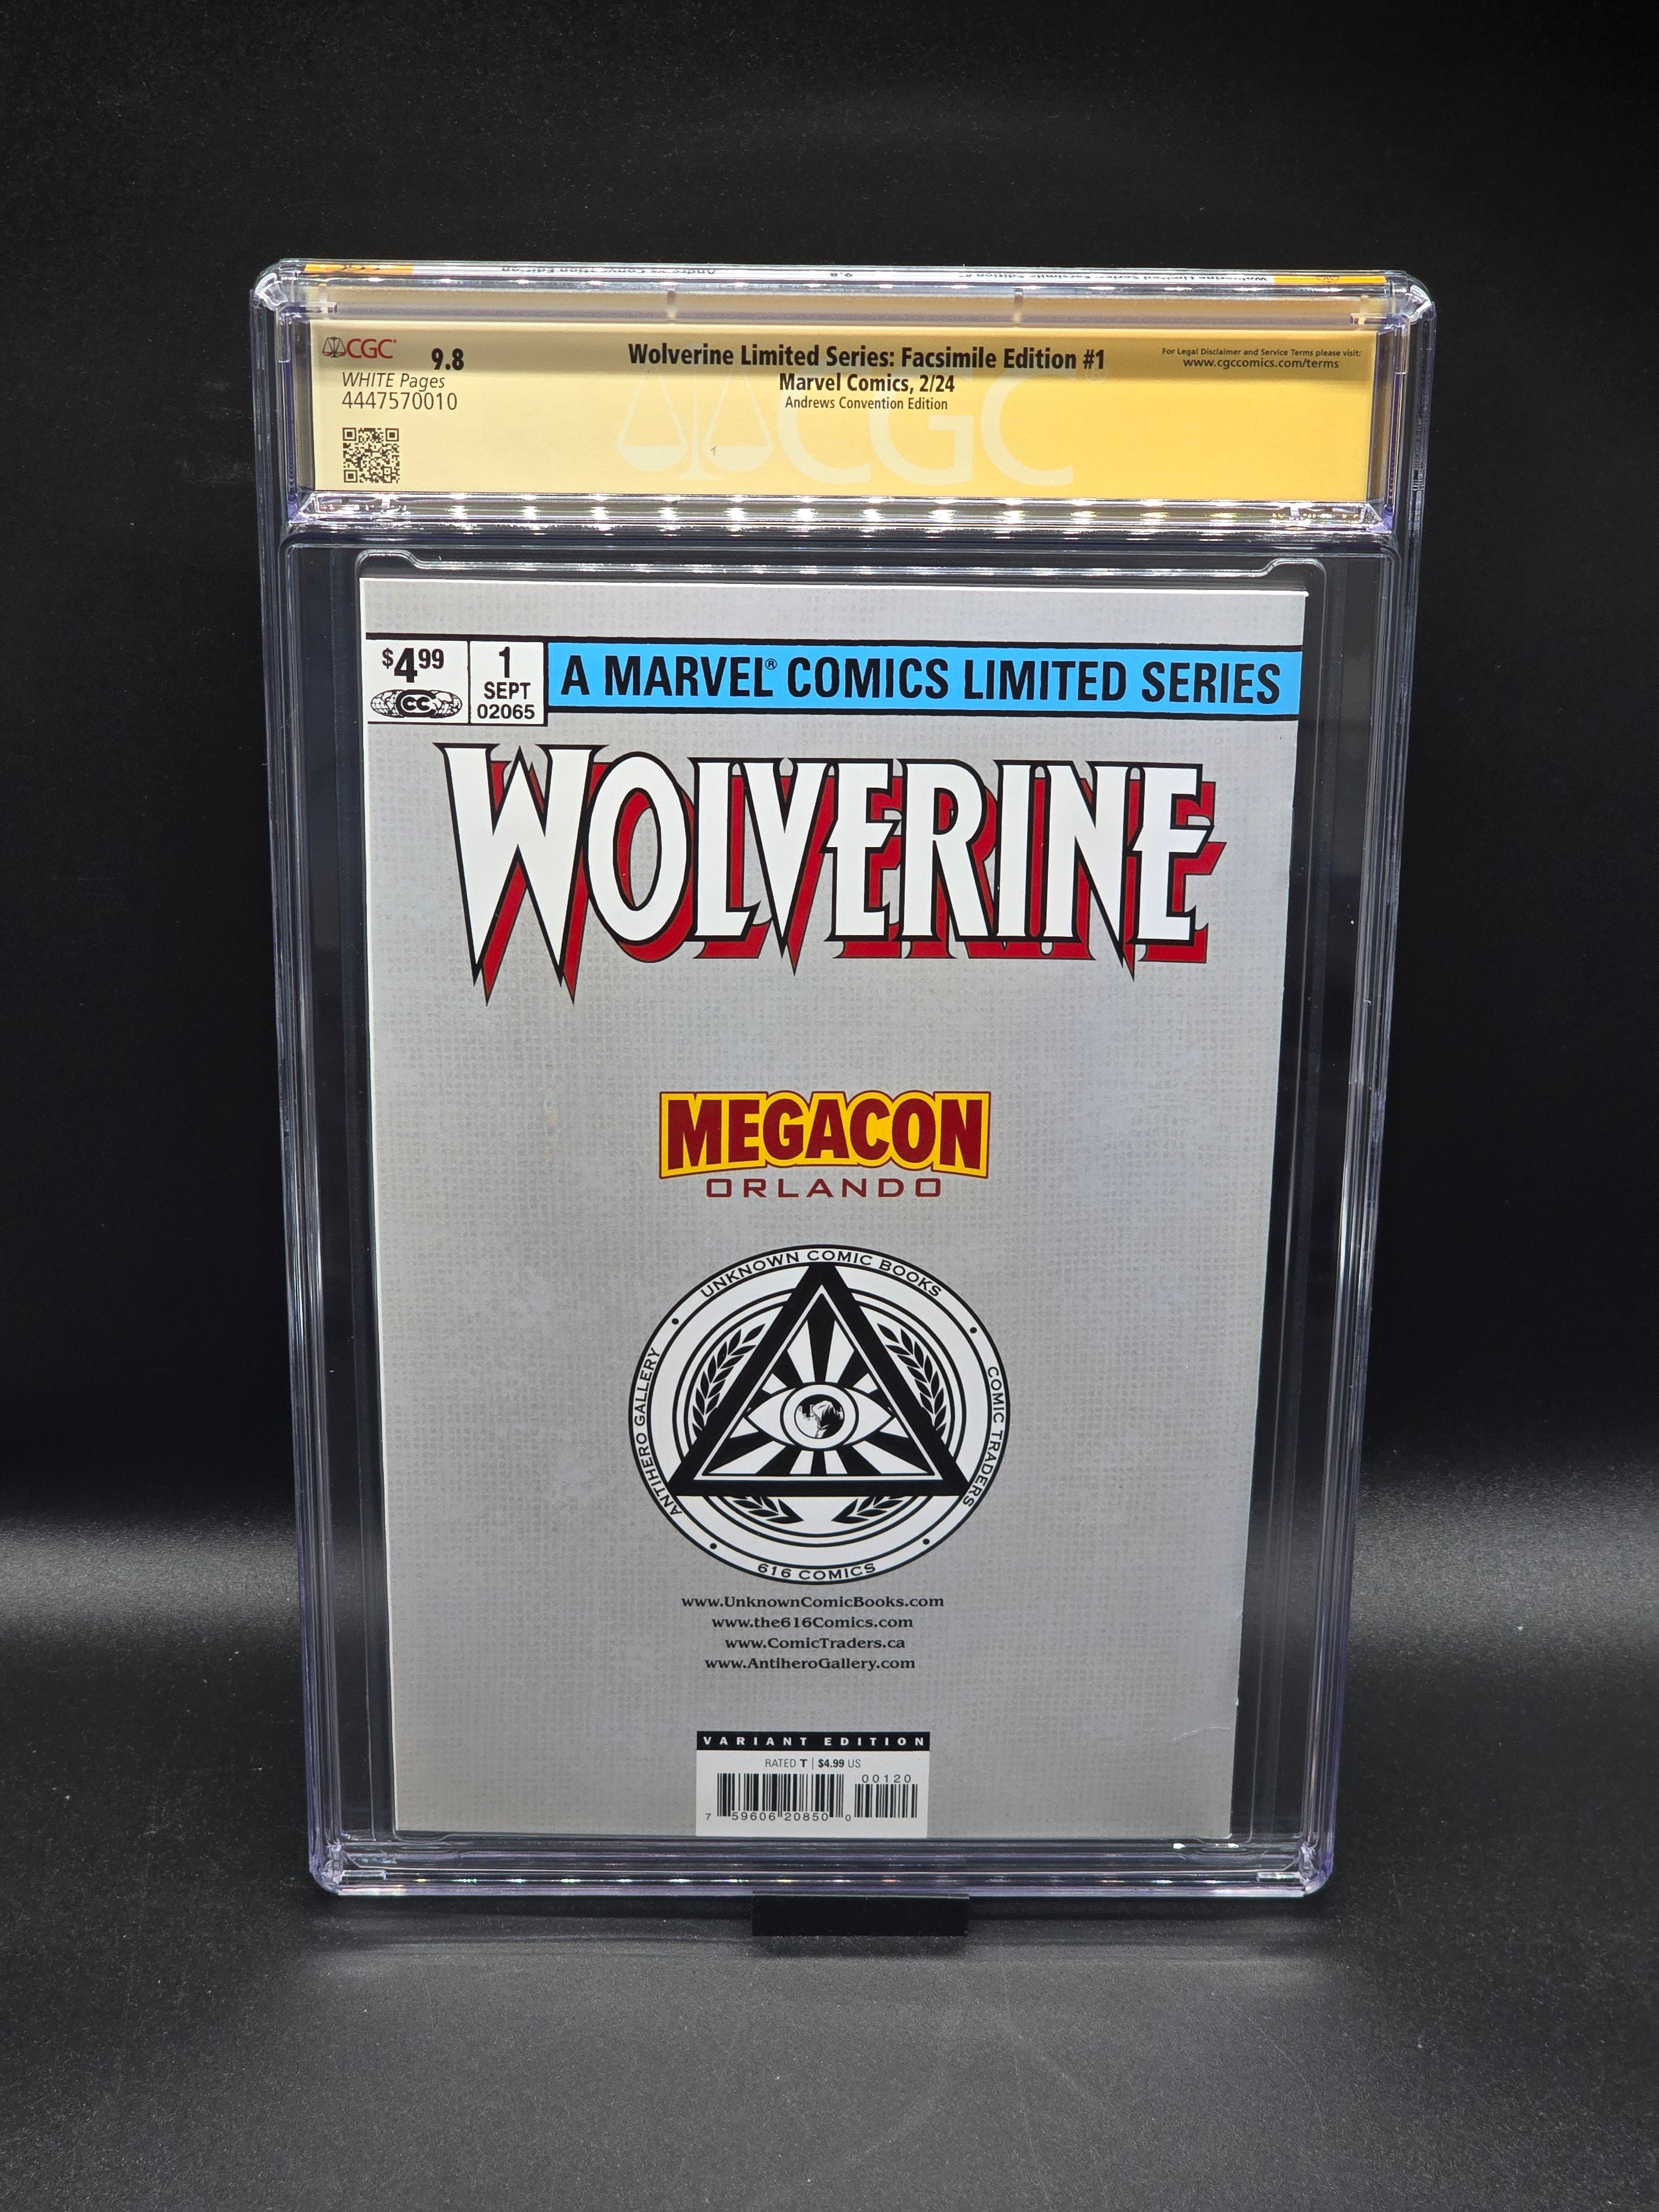 CGC
9.8
WHITE Pages
4447570010
Wolverine Limited Series: Facsimile Edition #1
Marvel Comics, 2/24
Andrews Convention Edition
For Legal Disclaimer and Service Terms please visit:
www.cgccomics.com/terms
CGC
$4.99
CC
1
SEPT
02065
A MARVEL® COMICS LIMITED SERIES
WOLVERINE
MEGACON
ORLANDO
UNKNOWN COMIC BOOKS
ANTIHERO GALLERY
COMIC TRADERS
616 COMICS
www.UnknownComicBooks.com
www.the616Comics.com
www.ComicTraders.ca
www.AntiheroGallery.com
VARIANT EDITION
RATED T | $4.99 US
00120
7 59606 20850 0